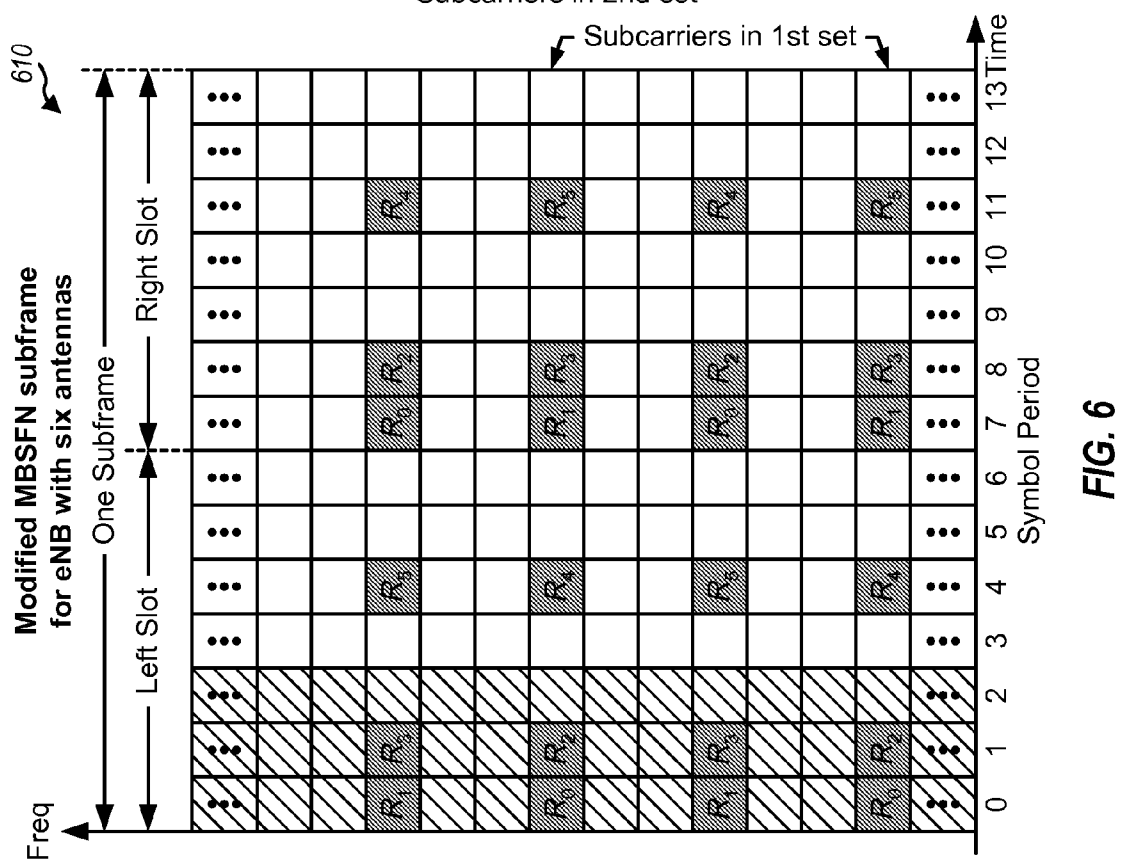 Subcarriers in 2nd set
Subcarriers in 1st set
610
Modified MBSFN subframe
for eNB with six antennas
One Subframe
Left Slot
Right Slot
Freq
... ... ... ... ... ... ... ... ... ... ... ... ... ...
R1 R3 R5 R0 R2 R4
R0 R2 R4 R1 R3 R5
R1 R3 R5 R0 R2 R4
R0 R2 R4 R1 R3 R5
... ... ... ... ... ... ... ... ... ... ... ... ... ...
0 1 2 3 4 5 6 7 8 9 10 11 12 13 Time
Symbol Period
FIG. 6